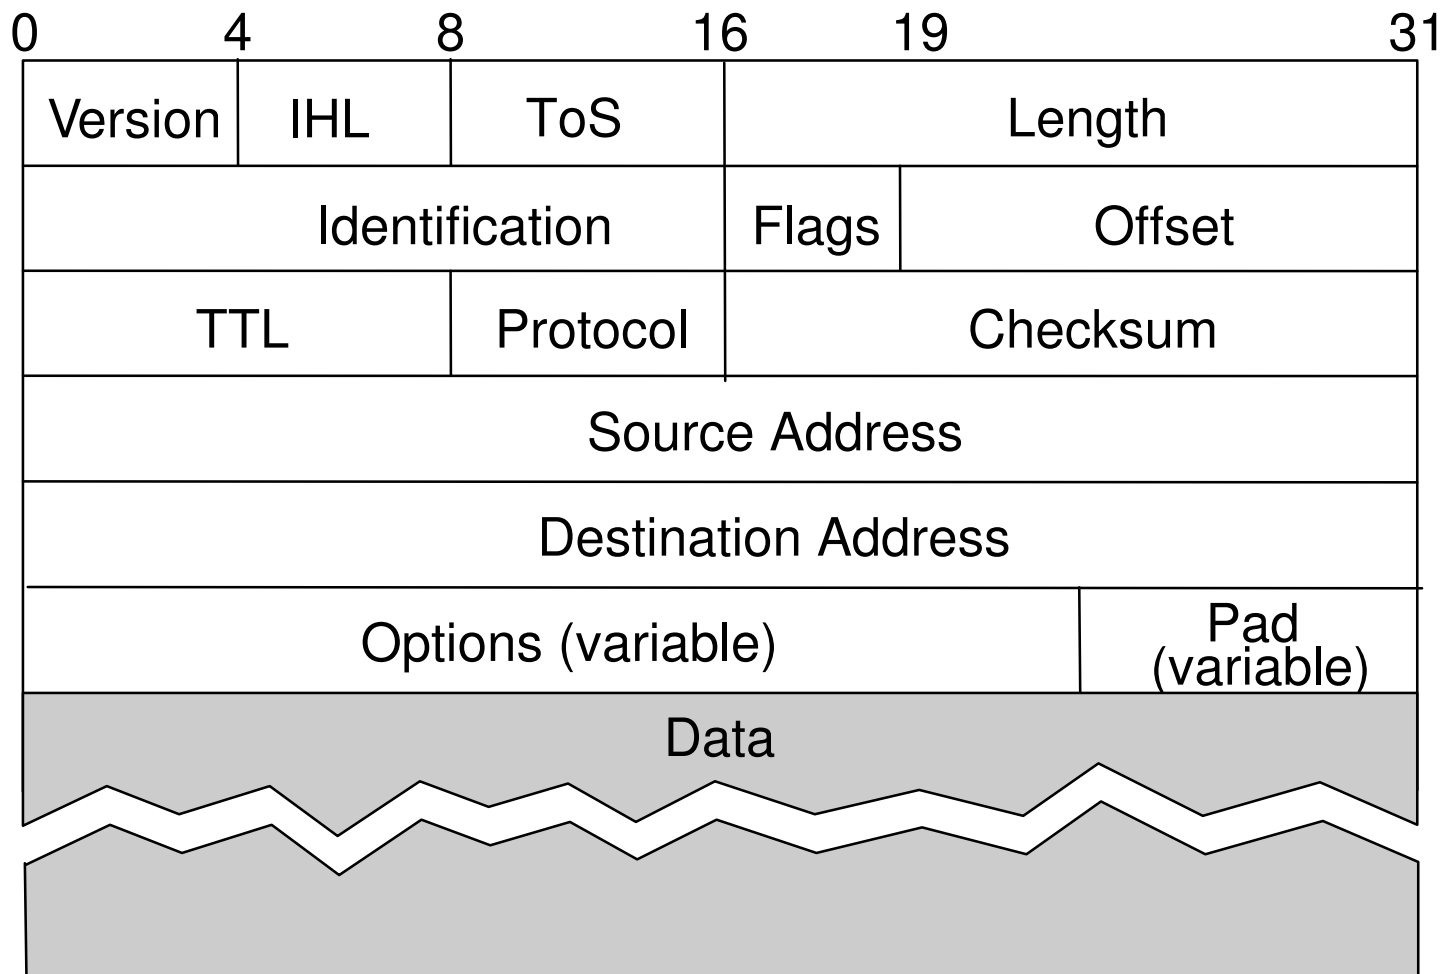 0 4 8 16 19 31
Version IHL ToS Length
Identification Flags Offset
TTL Protocol Checksum
Source Address
Destination Address
Options (variable) Pad
(variable)
Data